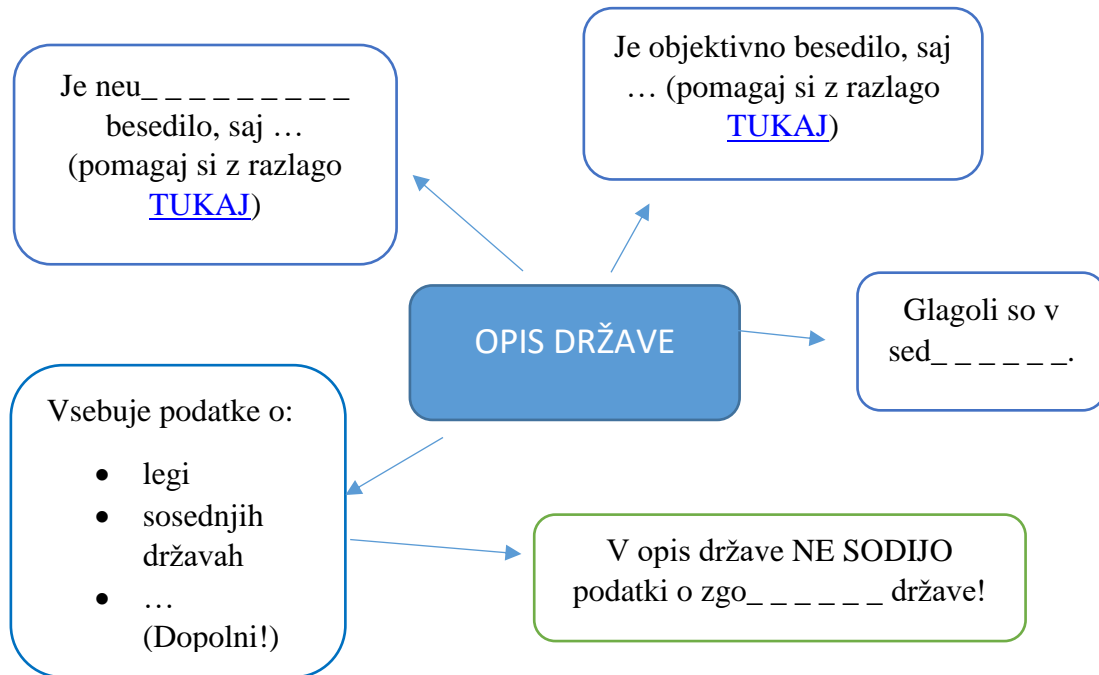 Je neu_ _ _ _ _ _ _ _ _
besedilo, saj …
(pomagaj si z razlago
TUKAJ)
Je objektivno besedilo, saj
… (pomagaj si z razlago
TUKAJ)
OPIS DRŽAVE
Glagoli so v
sed_ _ _ _ _ _.
Vsebuje podatke o:
• legi
• sosednjih
državah
• …
(Dopolni!)
V opis države NE SODIJO
podatki o zgo_ _ _ _ _ _ države!